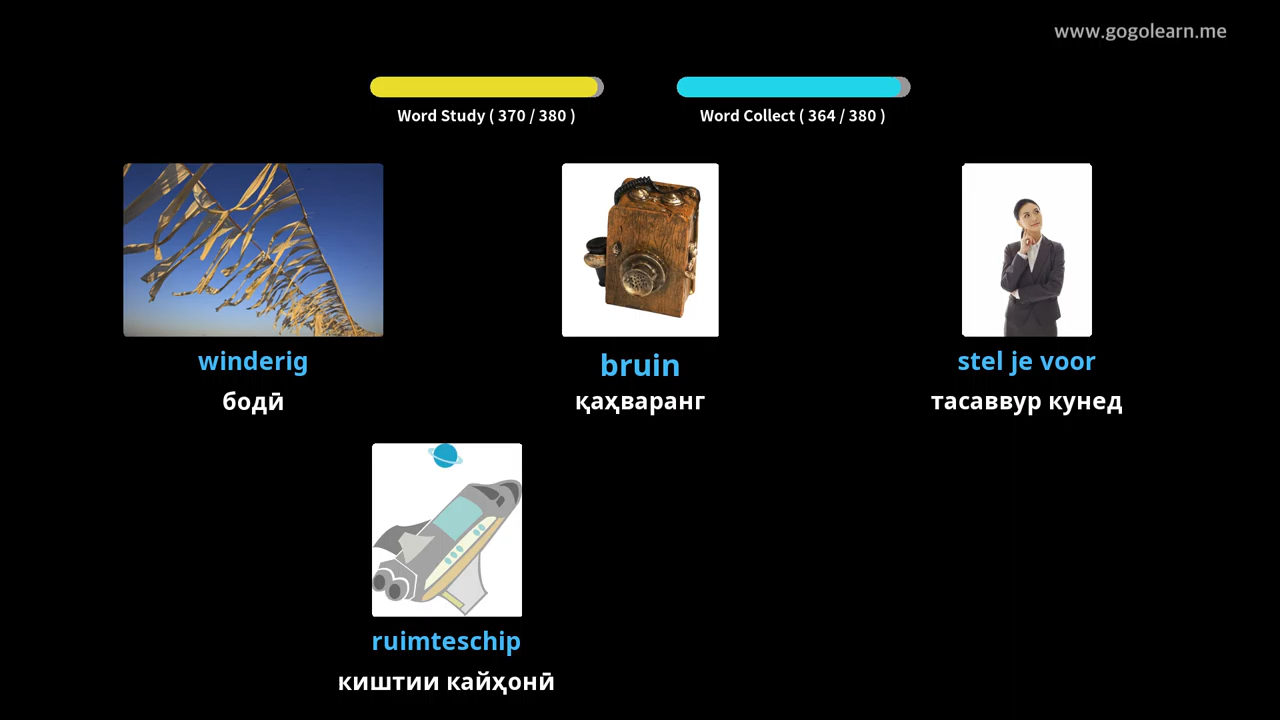 www.gogolearn.me
Word Study ( 370 / 380 )
Word Collect ( 364 / 380 )
winderig
bruin
stel je voor
бодӣ
қаҳваранг
тасаввур кунед
ruimteschip
киштии кайҳонӣ